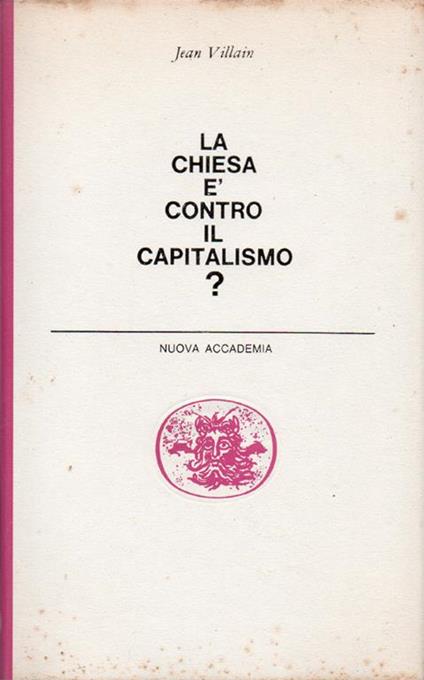 Jean Villain
LA
CHIESA
E'
CONTRO
IL
CAPITALISMO
?
NUOVA ACCADEMIA